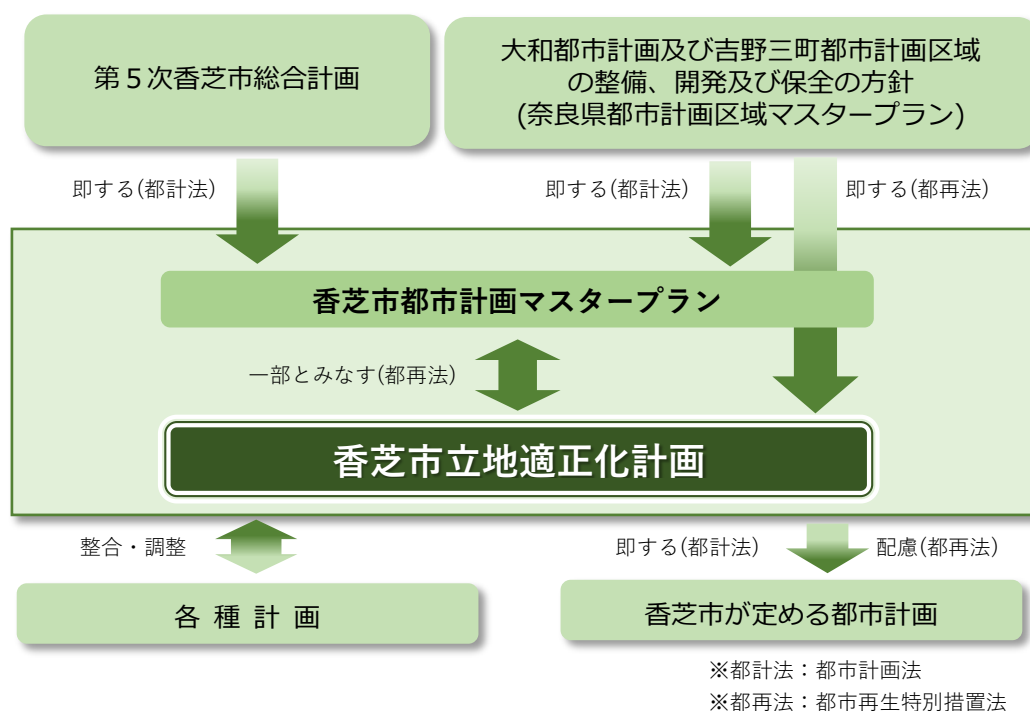 第5次香芝市総合計画
大和都市計画及び吉野三町都市計画区域
の整備、開発及び保全の方針
(奈良県都市計画区域マスタープラン)
即する(都計法)
即する(都計法)
即する(都再法)
香芝市都市計画マスタープラン
一部とみなす(都再法)
香芝市立地適正化計画
整合・調整
即する(都計法)
配慮(都再法)
各種計画
香芝市が定める都市計画
※都計法：都市計画法
※都再法：都市再生特別措置法